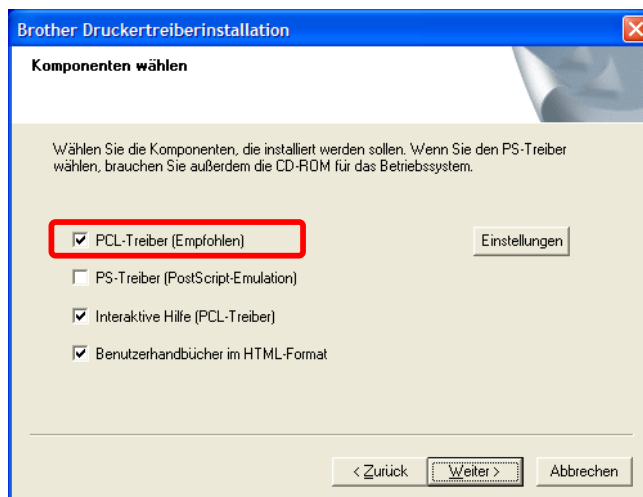 Brother Druckertreiberinstallation
Komponenten wählen
Wählen Sie die Komponenten, die installiert werden sollen. Wenn Sie den PS-Treiber
wählen, brauchen Sie außerdem die CD-ROM für das Betriebssystem.
PCL-Treiber (Empfohlen)
Einstellungen
PS-Treiber (PostScript-Emulation)
Interaktive Hilfe (PCL-Treiber)
Benutzerhandbücher im HTML-Format
< Zurück
Weiter >
Abbrechen